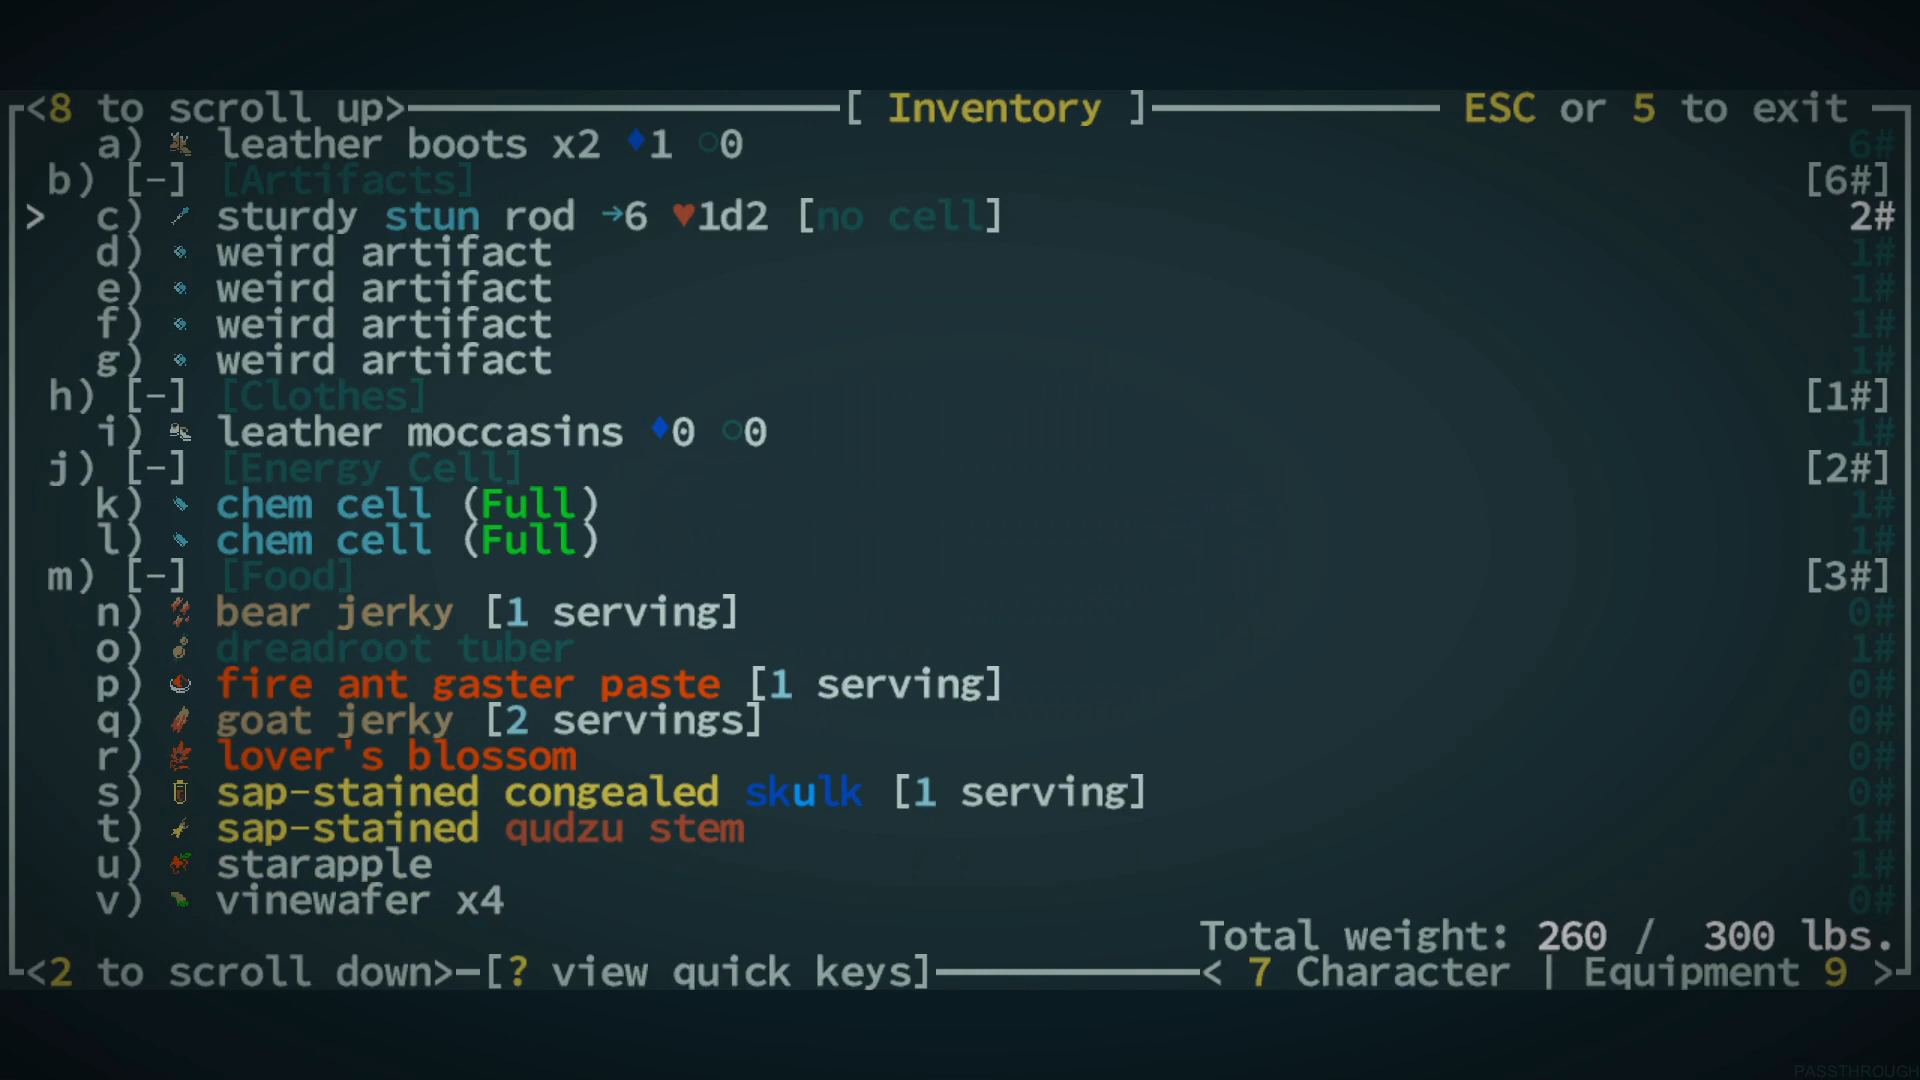 <8 to scroll up> [ Inventory ] ESC or 5 to exit
a) leather boots x2 ♦1 ○0 6#
b) [-] [Artifacts] [6#]
> c) sturdy stun rod →6 ♥1d2 [no cell] 2#
d) weird artifact 1#
e) weird artifact 1#
f) weird artifact 1#
g) weird artifact 1#
h) [-] [Clothes] [1#]
i) leather moccasins ♦0 ○0 1#
j) [-] [Energy Cell] [2#]
k) chem cell (Full) 1#
l) chem cell (Full) 1#
m) [-] [Food] [3#]
n) bear jerky [1 serving] 0#
o) dreadroot tuber 1#
p) fire ant gaster paste [1 serving] 0#
q) goat jerky [2 servings] 0#
r) lover's blossom 0#
s) sap-stained congealed skulk [1 serving] 0#
t) sap-stained qudzu stem 1#
u) starapple 1#
v) vinewafer x4 0#
Total weight: 260 / 300 lbs.
<2 to scroll down> [? view quick keys] < 7 Character | Equipment 9 >
PASSTHROUGH